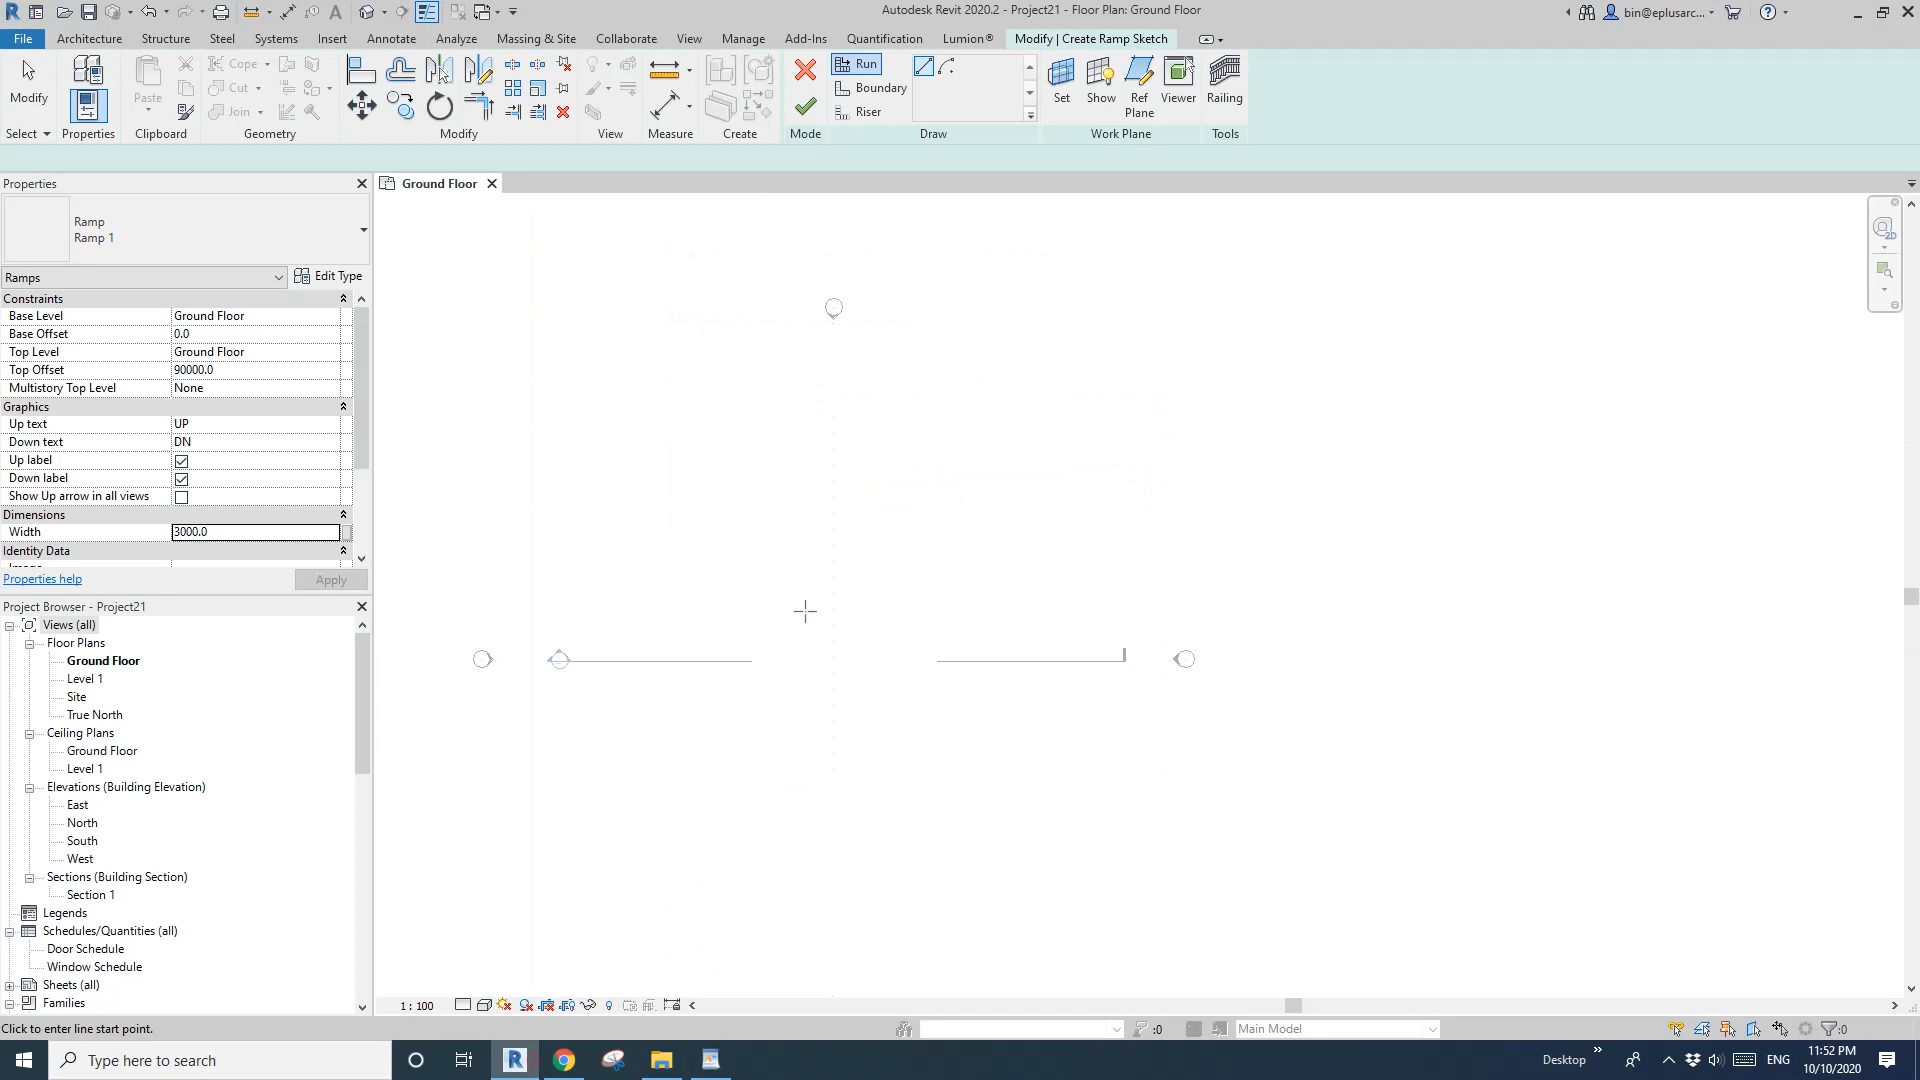 Autodesk Revit 2020.2 - Project21 - Floor Plan: Ground Floor
bin@eplusarc...
File Architecture Structure Steel Systems Insert Annotate Analyze Massing & Site Collaborate View Manage Add-Ins Quantification Lumion® Modify | Create Ramp Sketch
Modify
Select
Properties
Paste
Clipboard
Cope
Cut
Join
Geometry
Modify
View
Measure
Create
Mode
Run
Boundary
Riser
Draw
Set
Show
Ref
Plane
Viewer
Work Plane
Railing
Tools
Properties
Ramp
Ramp 1
Ramps
Edit Type
Constraints
Base Level Ground Floor
Base Offset 0.0
Top Level Ground Floor
Top Offset 90000.0
Multistory Top Level None
Graphics
Up text UP
Down text DN
Up label
Down label
Show Up arrow in all views
Dimensions
Width 3000.0
Identity Data
Properties help
Apply
Project Browser - Project21
Views (all)
Floor Plans
Ground Floor
Level 1
Site
True North
Ceiling Plans
Ground Floor
Level 1
Elevations (Building Elevation)
East
North
South
West
Sections (Building Section)
Section 1
Legends
Schedules/Quantities (all)
Door Schedule
Window Schedule
Sheets (all)
Families
Ground Floor
2D
1 : 100
Click to enter line start point.
:0
Main Model
:0
Type here to search
Desktop
ENG
11:52 PM
10/10/2020